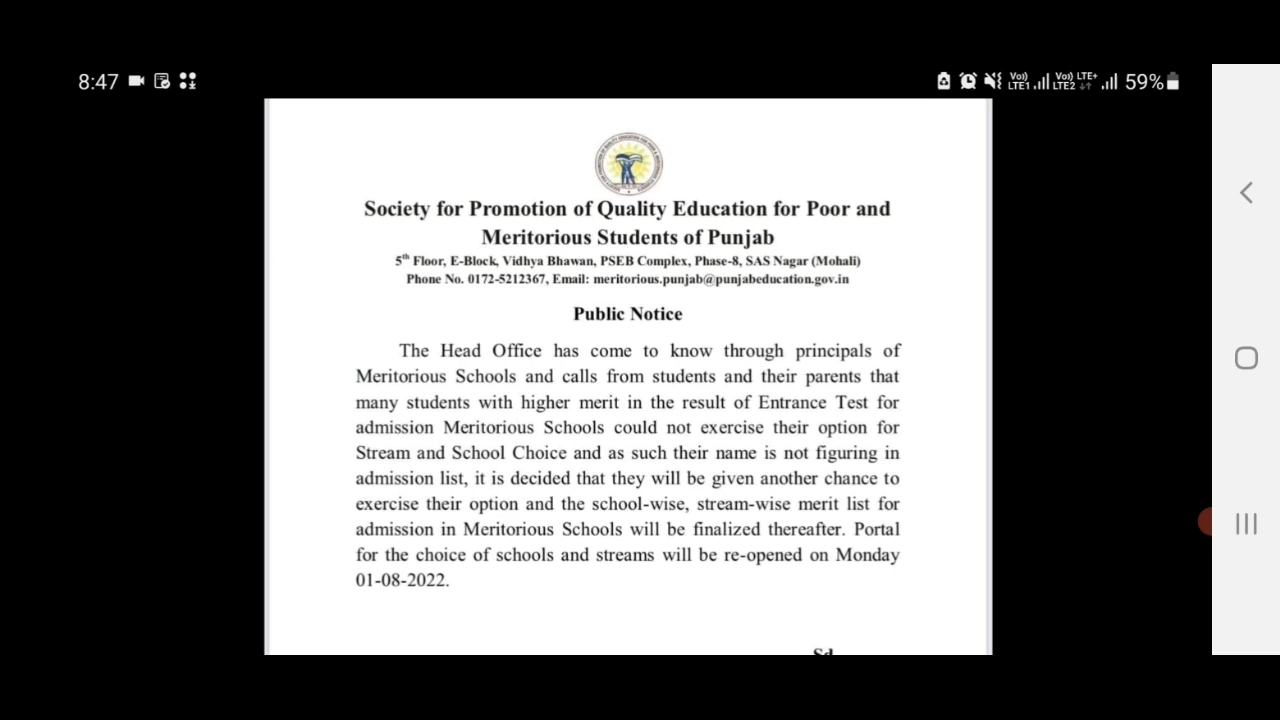 8:47
Vo) LTE1 Vo) LTE2 LTE+ 59%
Society for Promotion of Quality Education for Poor and
Meritorious Students of Punjab
5th Floor, E-Block, Vidhya Bhawan, PSEB Complex, Phase-8, SAS Nagar (Mohali)
Phone No. 0172-5212367, Email: meritorious.punjab@punjabeducation.gov.in
Public Notice
The Head Office has come to know through principals of
Meritorious Schools and calls from students and their parents that
many students with higher merit in the result of Entrance Test for
admission Meritorious Schools could not exercise their option for
Stream and School Choice and as such their name is not figuring in
admission list, it is decided that they will be given another chance to
exercise their option and the school-wise, stream-wise merit list for
admission in Meritorious Schools will be finalized thereafter. Portal
for the choice of schools and streams will be re-opened on Monday
01-08-2022.
Sd